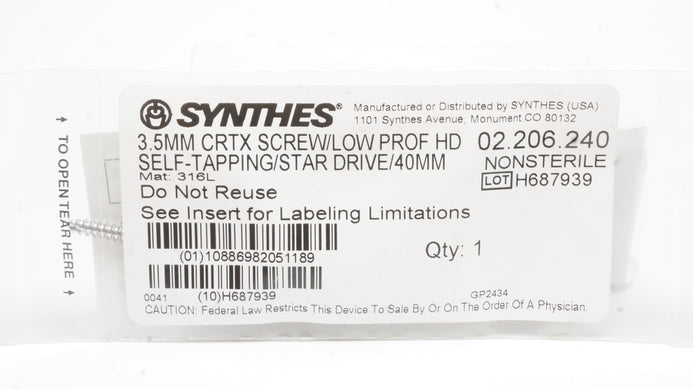 SYNTHES®
Manufactured or Distributed by SYNTHES (USA)
1101 Synthes Avenue, Monument CO 80132
3.5MM CRTX SCREW/LOW PROF HD
02.206.240
SELF-TAPPING/STAR DRIVE/40MM
NONSTERILE
Mat: 316L
LOT H687939
Do Not Reuse
See Insert for Labeling Limitations
(01)10886982051189
Qty: 1
0041
(10)H687939
GP2434
CAUTION: Federal Law Restricts This Device To Sale By Or On The Order Of A Physician.
TO OPEN TEAR HERE